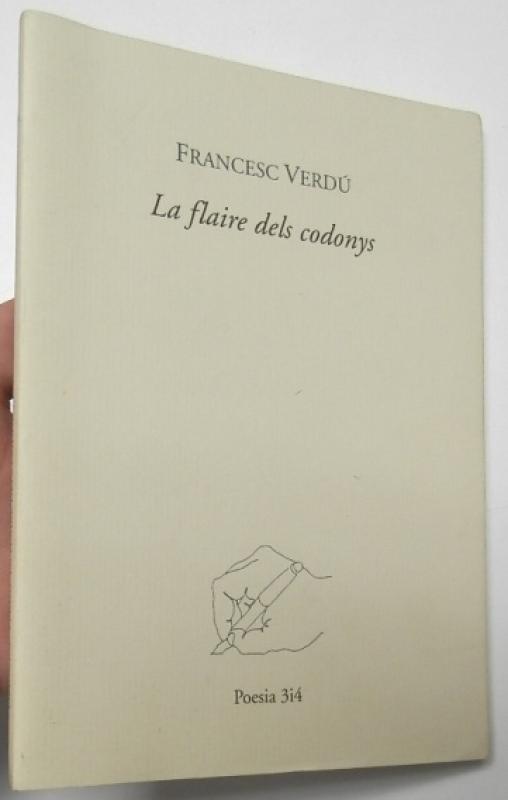 FRANCESC VERDÚ
La flaire dels codonys
Poesia 3i4